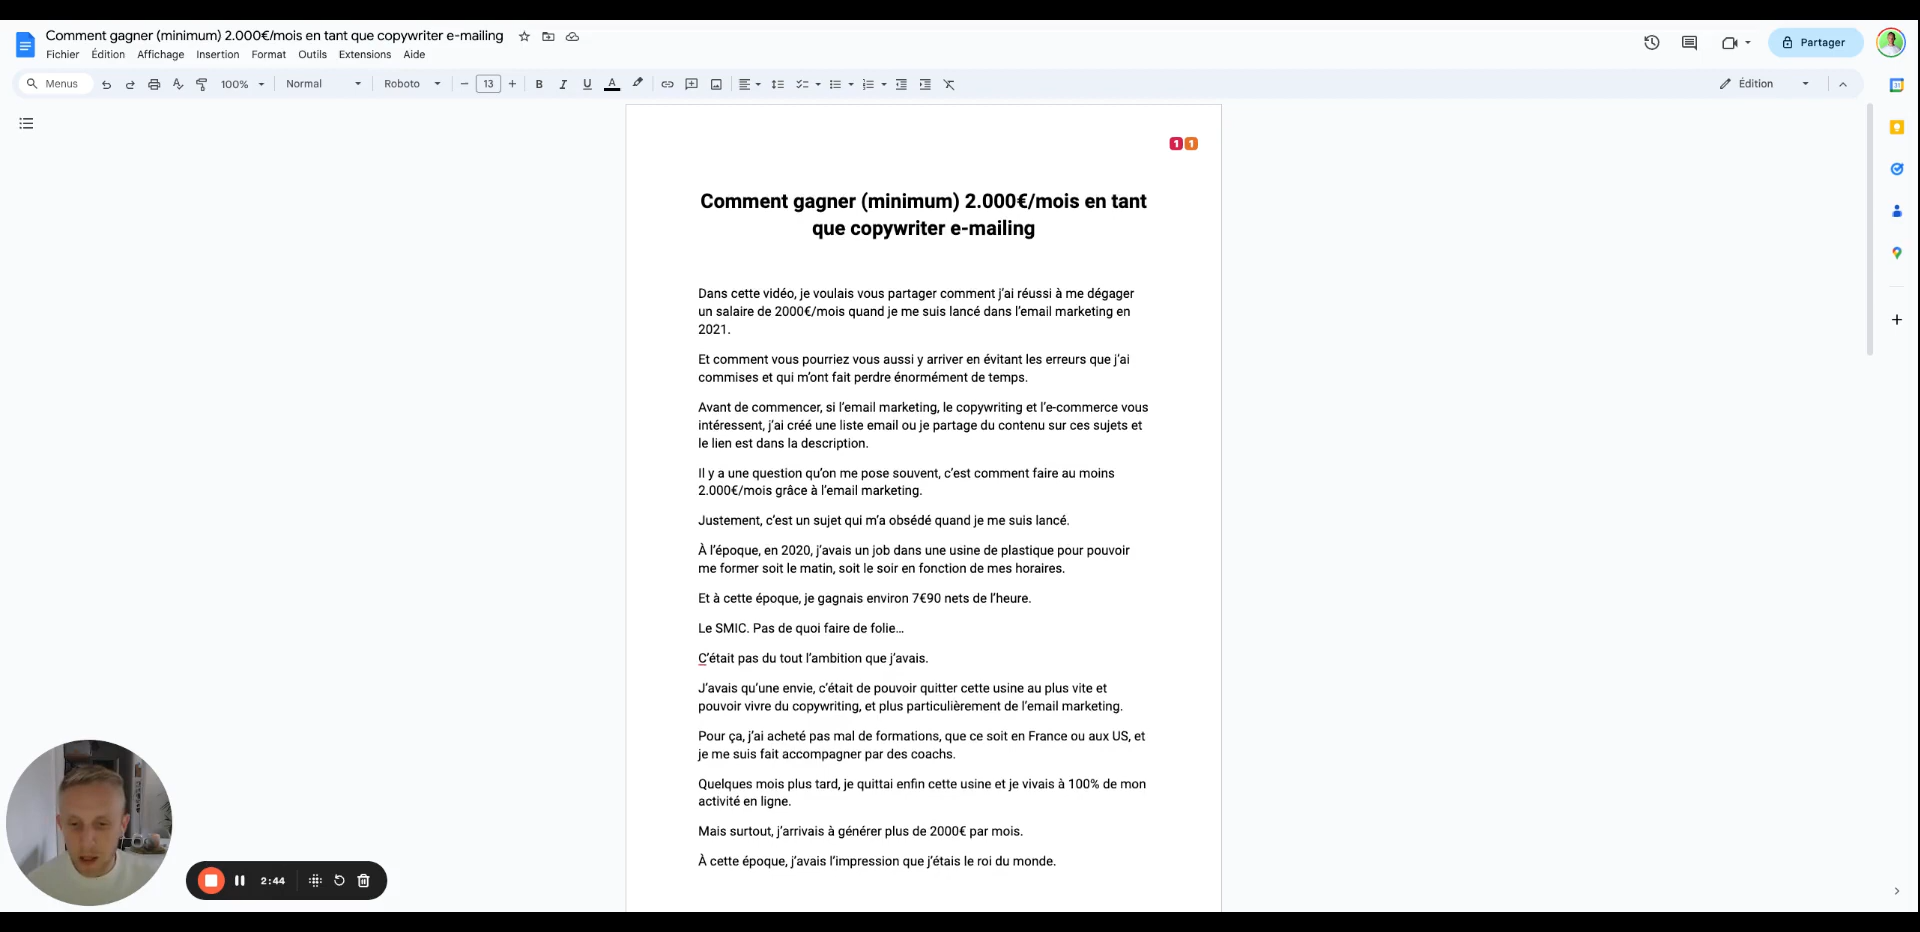 Comment gagner (minimum) 2.000€/mois en tant que copywriter e-mailing
Fichier Édition Affichage Insertion Format Outils Extensions Aide
Partager
Menus 100% Normal Roboto 13 B I U A Édition
1 1
Comment gagner (minimum) 2.000€/mois en tant
que copywriter e-mailing
Dans cette vidéo, je voulais vous partager comment j’ai réussi à me dégager
un salaire de 2000€/mois quand je me suis lancé dans l’email marketing en
2021.
Et comment vous pourriez vous aussi y arriver en évitant les erreurs que j’ai
commises et qui m’ont fait perdre énormément de temps.
Avant de commencer, si l’email marketing, le copywriting et l’e-commerce vous
intéressent, j’ai créé une liste email ou je partage du contenu sur ces sujets et
le lien est dans la description.
Il y a une question qu’on me pose souvent, c’est comment faire au moins
2.000€/mois grâce à l’email marketing.
Justement, c’est un sujet qui m’a obsédé quand je me suis lancé.
À l’époque, en 2020, j’avais un job dans une usine de plastique pour pouvoir
me former soit le matin, soit le soir en fonction de mes horaires.
Et à cette époque, je gagnais environ 7€90 nets de l’heure.
Le SMIC. Pas de quoi faire de folie…
C’était pas du tout l’ambition que j’avais.
J’avais qu’une envie, c’était de pouvoir quitter cette usine au plus vite et
pouvoir vivre du copywriting, et plus particulièrement de l’email marketing.
Pour ça, j’ai acheté pas mal de formations, que ce soit en France ou aux US, et
je me suis fait accompagner par des coachs.
Quelques mois plus tard, je quittai enfin cette usine et je vivais à 100% de mon
activité en ligne.
Mais surtout, j’arrivais à générer plus de 2000€ par mois.
À cette époque, j’avais l’impression que j’étais le roi du monde.
2:44